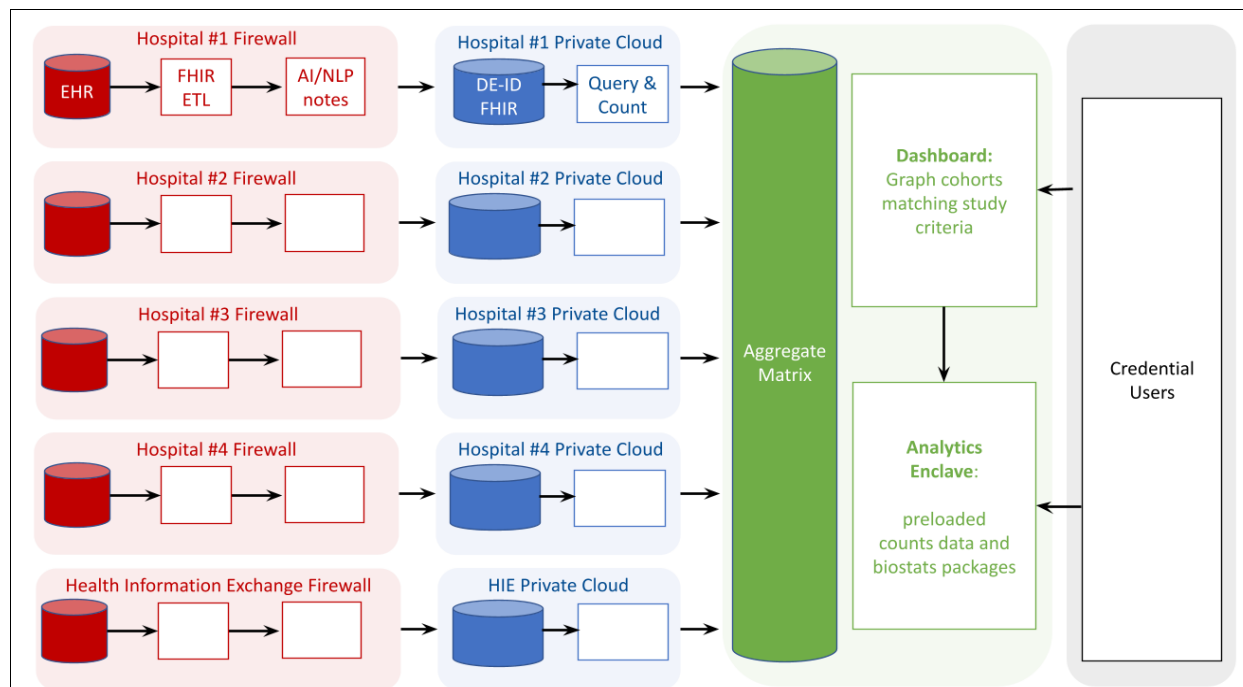 Hospital #1 Firewall
EHR
FHIR
ETL
AI/NLP
notes
Hospital #1 Private Cloud
DE-ID
FHIR
Query &
Count
Hospital #2 Firewall
Hospital #2 Private Cloud
Hospital #3 Firewall
Hospital #3 Private Cloud
Hospital #4 Firewall
Hospital #4 Private Cloud
Health Information Exchange Firewall
HIE Private Cloud
Aggregate
Matrix
Dashboard:
Graph cohorts
matching study
criteria
Analytics
Enclave:
preloaded
counts data and
biostats packages
Credential
Users